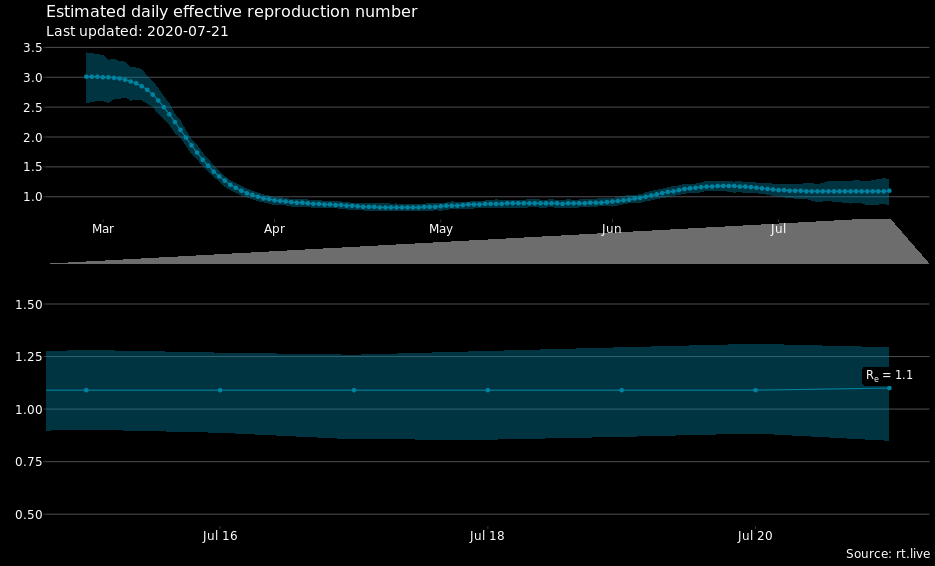 Estimated daily effective reproduction number
Last updated: 2020-07-21
3.5
3.0
2.5
2.0
1.5
1.0
Mar Apr May Jun Jul
1.50
1.25
Re = 1.1
1.00
0.75
0.50
Jul 16 Jul 18 Jul 20
Source: rt.live